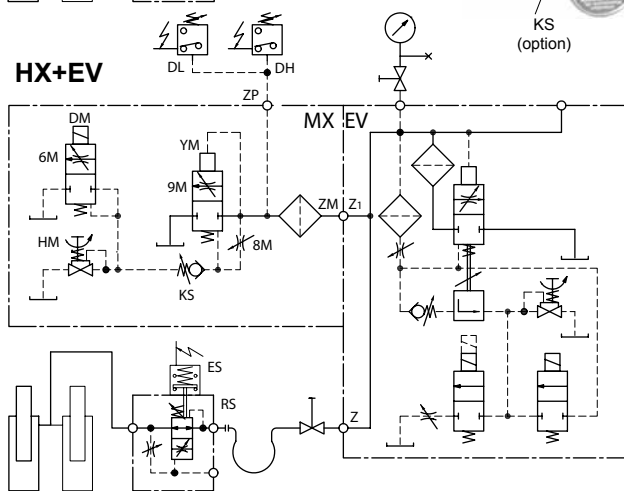 KS
(option)
DL
DH
HX+EV
ZP
MX
EV
DM
6M
YM
9M
ZM
Z1
HM
8M
KS
ES
RS
Z